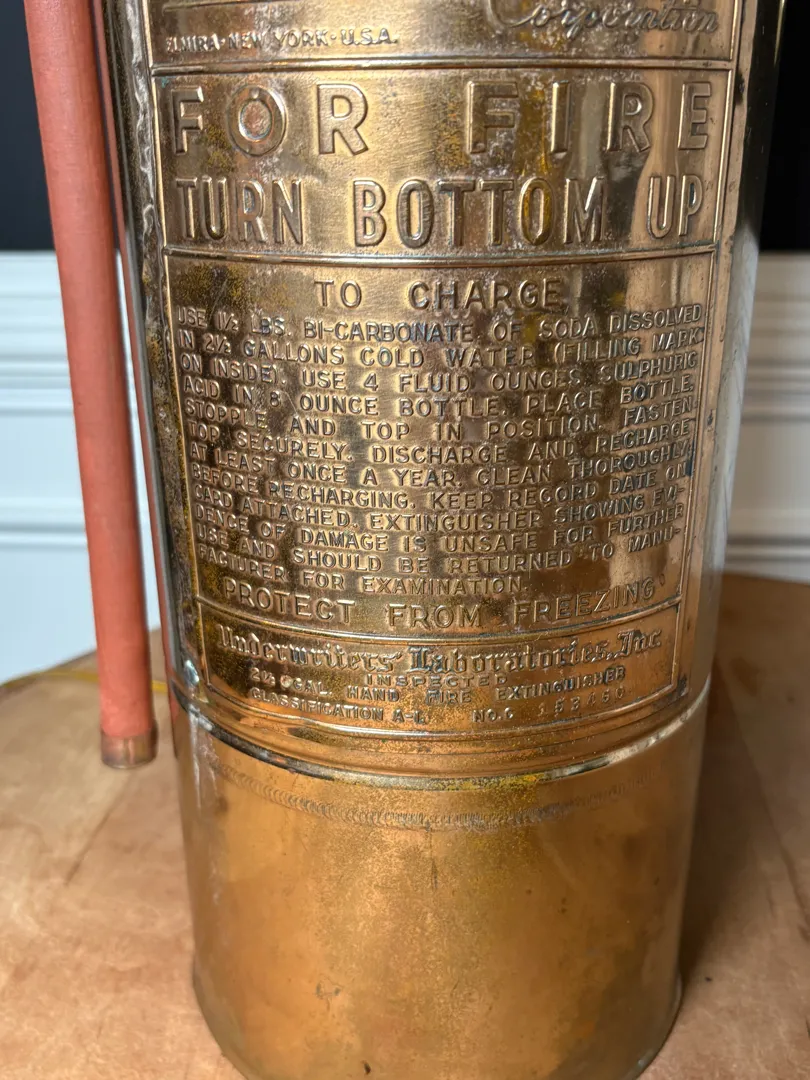 Corporation
ELMIRA·NEW YORK·U.S.A.
FOR FIRE
TURN BOTTOM UP
TO CHARGE
USE 1½ LBS. BI-CARBONATE OF SODA DISSOLVED
IN 2½ GALLONS COLD WATER (FILLING MARK
ON INSIDE). USE 4 FLUID OUNCES SULPHURIC
ACID IN 8 OUNCE BOTTLE. PLACE BOTTLE,
STOPPLE AND TOP IN POSITION. FASTEN
TOP SECURELY. DISCHARGE AND RECHARGE
AT LEAST ONCE A YEAR. CLEAN THOROUGHLY
BEFORE RECHARGING. KEEP RECORD DATE ON
CARD ATTACHED. EXTINGUISHER SHOWING EVI-
DENCE OF DAMAGE IS UNSAFE FOR FURTHER
USE AND SHOULD BE RETURNED TO MANU-
FACTURER FOR EXAMINATION.
PROTECT FROM FREEZING
Underwriters' Laboratories, Inc.
INSPECTED
2½ GAL. HAND FIRE EXTINGUISHER
CLASSIFICATION A-1. NO.C